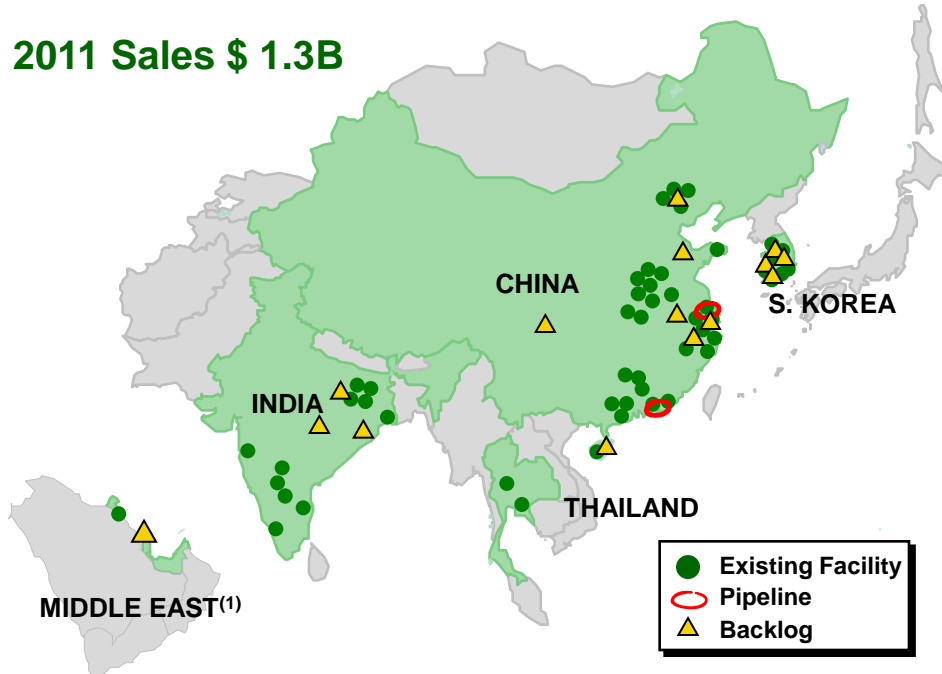 2011 Sales $ 1.3B
CHINA
S. KOREA
INDIA
THAILAND
MIDDLE EAST(1)
Existing Facility
Pipeline
Backlog